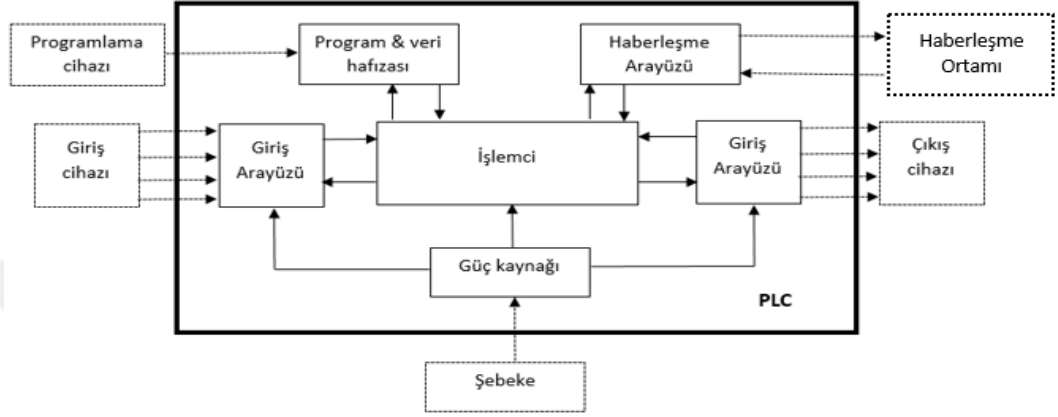 Programlama
cihazı
Program & veri
hafızası
Haberleşme
Arayüzü
Haberleşme
Ortamı
Giriş
cihazı
Giriş
Arayüzü
İşlemci
Giriş
Arayüzü
Çıkış
cihazı
Güç kaynağı
PLC
Şebeke